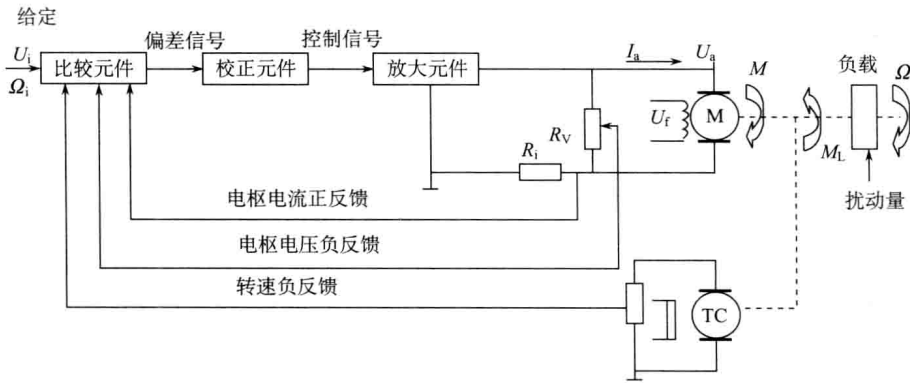 给定
U_i
Ω_i
比较元件
偏差信号
校正元件
控制信号
放大元件
I_a
U_a
M
负载
Ω
U_f
M
R_V
R_i
M_L
扰动量
电枢电流正反馈
电枢电压负反馈
转速负反馈
TC